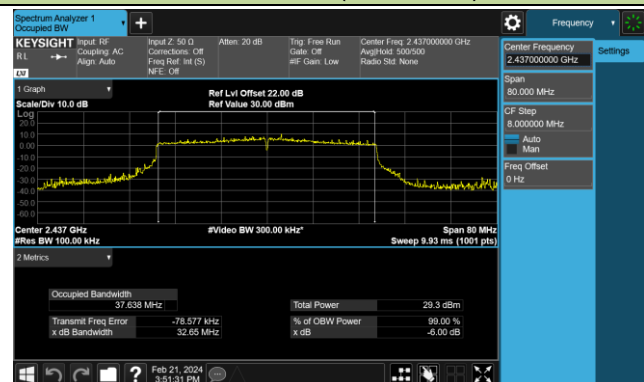 Spectrum Analyzer 1
Occupied BW
Frequency
KEYSIGHT
RL
LXI
Input: RF
Coupling: AC
Align: Auto
Input Z: 50 Ω
Corrections: Off
Freq Ref: Int (S)
NFE: Off
Atten: 20 dB
Trig: Free Run
Gate: Off
#IF Gain: Low
Center Freq: 2.437000000 GHz
Avg|Hold: 500/500
Radio Std: None
Center Frequency
2.437000000 GHz
Settings
Span
80.000 MHz
CF Step
8.000000 MHz
Auto
Man
Freq Offset
0 Hz
1 Graph
Scale/Div 10.0 dB
Ref Lvl Offset 22.00 dB
Ref Value 30.00 dBm
Log
20.0
10.0
0.00
-10.0
-20.0
-30.0
-40.0
-50.0
-60.0
Center 2.437 GHz
#Res BW 100.00 kHz
#Video BW 300.00 kHz*
Span 80 MHz
Sweep 9.93 ms (1001 pts)
2 Metrics
Occupied Bandwidth
37.638 MHz
Total Power 29.3 dBm
Transmit Freq Error -78.577 kHz
% of OBW Power 99.00 %
x dB Bandwidth 32.65 MHz
x dB -6.00 dB
?
Feb 21, 2024
3:51:31 PM